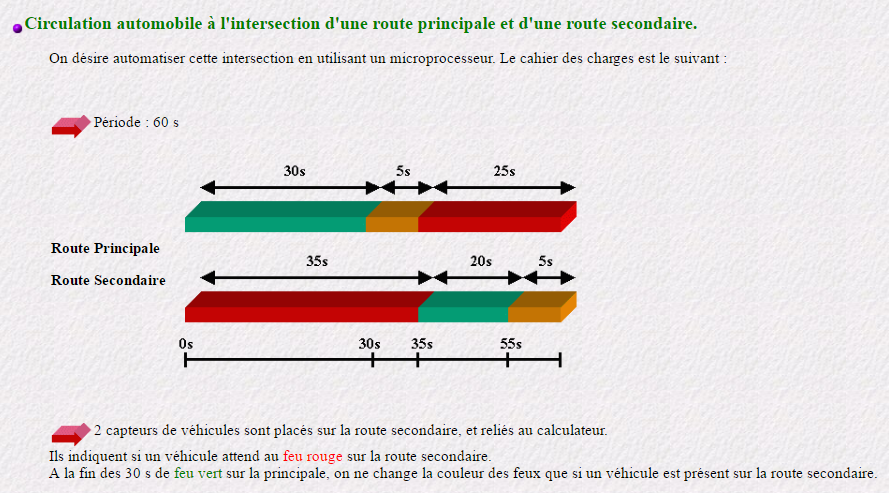 Circulation automobile à l'intersection d'une route principale et d'une route secondaire.
On désire automatiser cette intersection en utilisant un microprocesseur. Le cahier des charges est le suivant :
Période : 60 s
30s 5s 25s
Route Principale
35s 20s 5s
Route Secondaire
0s 30s 35s 55s
2 capteurs de véhicules sont placés sur la route secondaire, et reliés au calculateur.
Ils indiquent si un véhicule attend au feu rouge sur la route secondaire.
A la fin des 30 s de feu vert sur la principale, on ne change la couleur des feux que si un véhicule est présent sur la route secondaire.